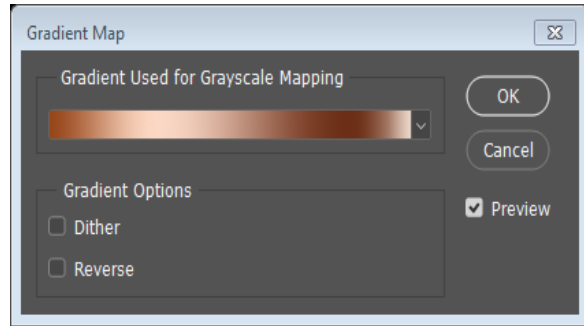 Gradient Map
Gradient Used for Grayscale Mapping
OK
Cancel
Gradient Options
Preview
Dither
Reverse